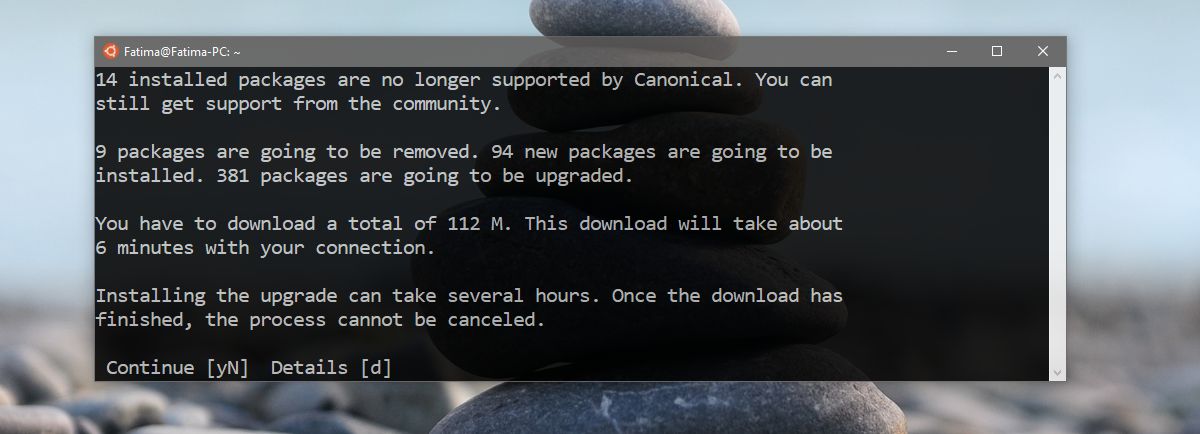 Fatima@Fatima-PC: ~
14 installed packages are no longer supported by Canonical. You can
still get support from the community.
9 packages are going to be removed. 94 new packages are going to be
installed. 381 packages are going to be upgraded.
You have to download a total of 112 M. This download will take about
6 minutes with your connection.
Installing the upgrade can take several hours. Once the download has
finished, the process cannot be canceled.
Continue [yN]  Details [d]